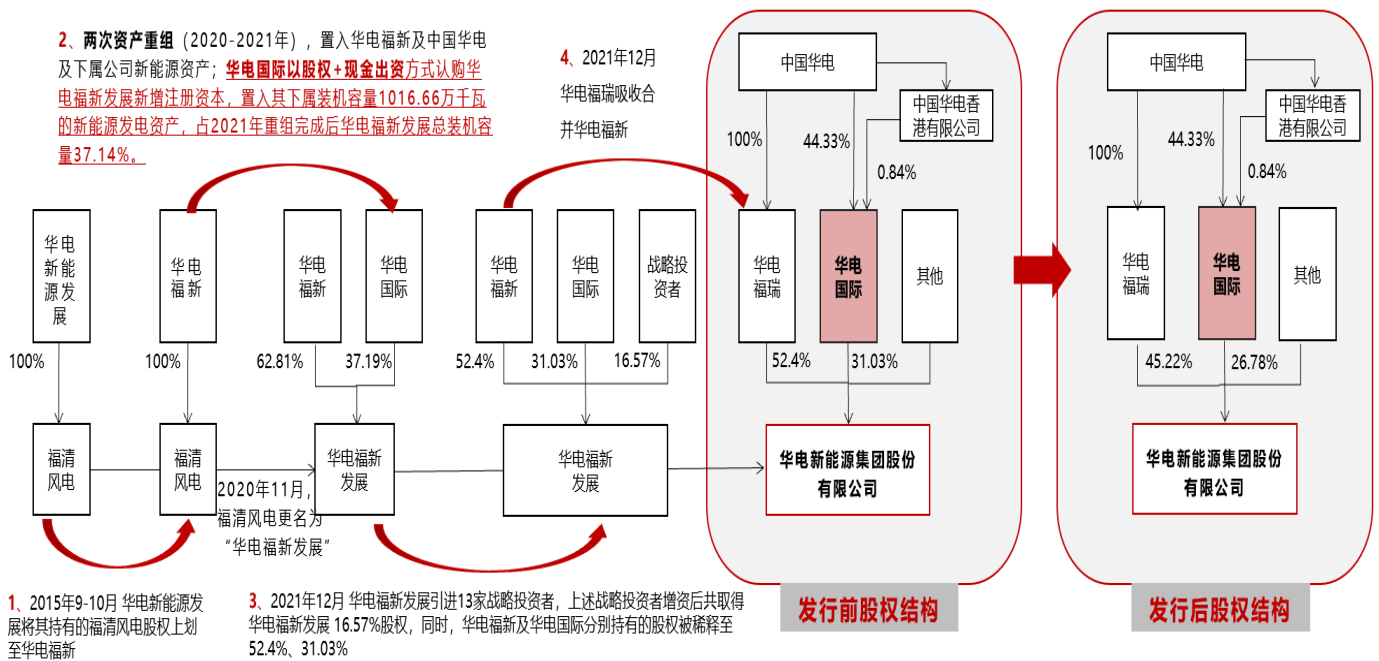 2、两次资产重组（2020-2021年），置入华电福新及中国华电
及下属公司新能源资产；华电国际以股权+现金出资方式认购华
电福新发展新增注册资本，置入其下属装机容量1016.66万千瓦
的新能源发电资产，占2021年重组完成后华电福新发展总装机容
量37.14%。
4、2021年12月
华电福瑞吸收合
并华电福新
华电
新能
源发
展
100%
福清
风电
华电
福新
100%
福清
风电
2020年11月，
福清风电更名为
“华电福新发展”
华电
福新
华电
国际
62.81%
37.19%
华电福新
发展
华电
福新
华电
国际
战略投
资者
52.4%
31.03%
16.57%
华电福新
发展
中国华电
中国华电香
港有限公司
100%
44.33%
0.84%
华电
福瑞
华电
国际
其他
52.4%
31.03%
华电新能源集团股份
有限公司
发行前股权结构
中国华电
中国华电香
港有限公司
100%
44.33%
0.84%
华电
福瑞
华电
国际
其他
45.22%
26.78%
华电新能源集团股份
有限公司
发行后股权结构
1、2015年9-10月 华电新能源发
展将其持有的福清风电股权上划
至华电福新
3、2021年12月 华电福新发展引进13家战略投资者，上述战略投资者增资后共取得
华电福新发展 16.57%股权，同时，华电福新及华电国际分别持有的股权被稀释至
52.4%、31.03%